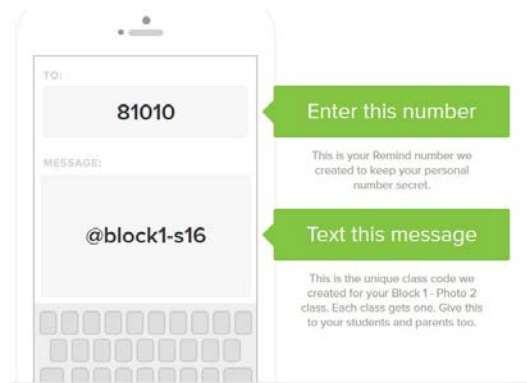 TO:
81010
Enter this number
This is your Remind number we
created to keep your personal
number secret.
MESSAGE:
@block1-s16
Text this message
This is the unique class code we
created for your Block 1 - Photo 2
class. Each class gets one. Give this
to your students and parents too.